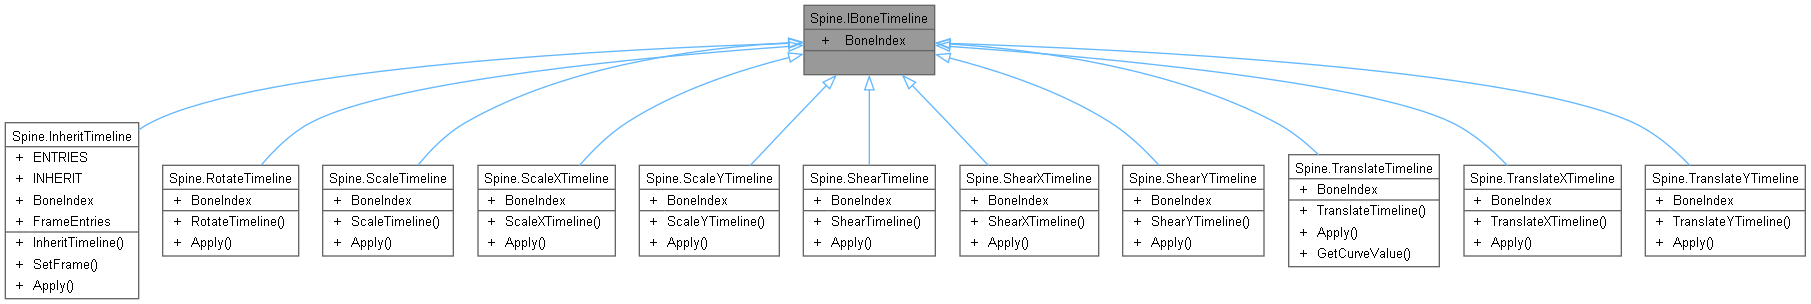 Spine.IBoneTimeline
+ BoneIndex
Spine.InheritTimeline
+ ENTRIES
+ INHERIT
+ BoneIndex
+ FrameEntries
+ InheritTimeline()
+ SetFrame()
+ Apply()
Spine.RotateTimeline
+ BoneIndex
+ RotateTimeline()
+ Apply()
Spine.ScaleTimeline
+ BoneIndex
+ ScaleTimeline()
+ Apply()
Spine.ScaleXTimeline
+ BoneIndex
+ ScaleXTimeline()
+ Apply()
Spine.ScaleYTimeline
+ BoneIndex
+ ScaleYTimeline()
+ Apply()
Spine.ShearTimeline
+ BoneIndex
+ ShearTimeline()
+ Apply()
Spine.ShearXTimeline
+ BoneIndex
+ ShearXTimeline()
+ Apply()
Spine.ShearYTimeline
+ BoneIndex
+ ShearYTimeline()
+ Apply()
Spine.TranslateTimeline
+ BoneIndex
+ TranslateTimeline()
+ Apply()
+ GetCurveValue()
Spine.TranslateXTimeline
+ BoneIndex
+ TranslateXTimeline()
+ Apply()
Spine.TranslateYTimeline
+ BoneIndex
+ TranslateYTimeline()
+ Apply()